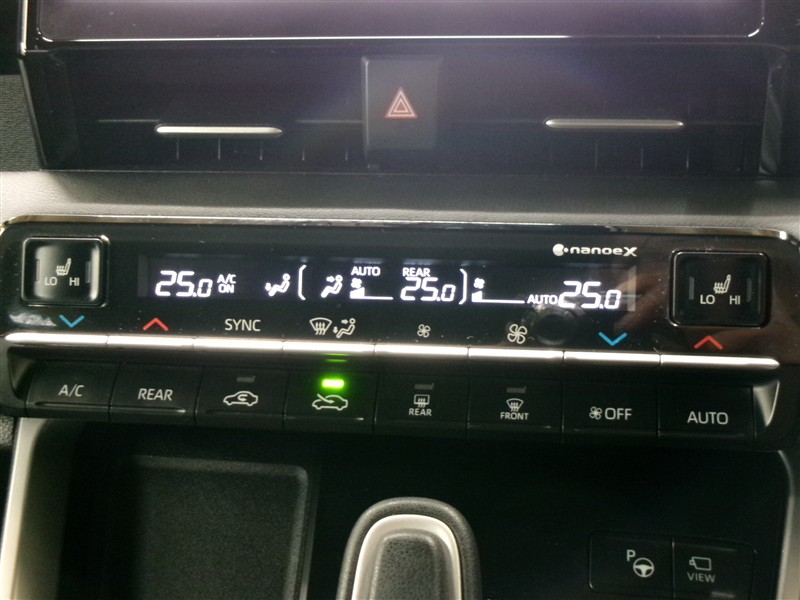 nanoeX
LO HI
25.0 A/C ON
AUTO
REAR 25.0
AUTO 25.0
LO HI
SYNC
A/C
REAR
REAR
FRONT
OFF
AUTO
P
VIEW